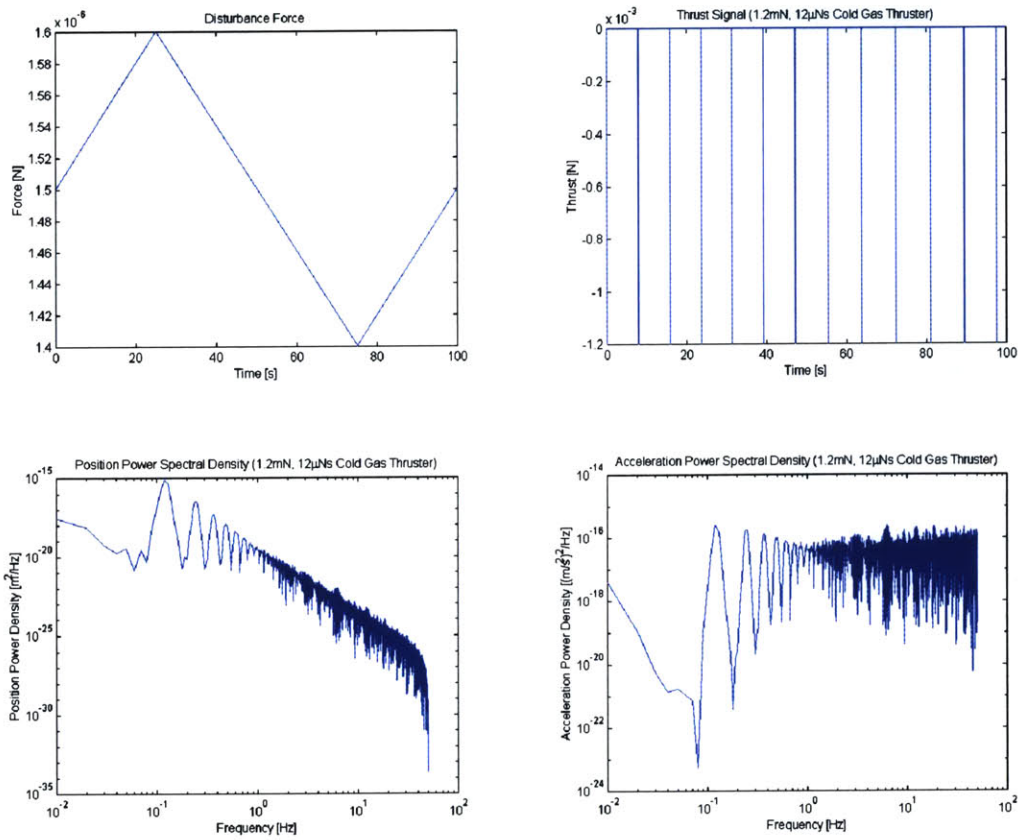 Disturbance Force
1.6 x 10^-6
1.58
1.56
1.54
1.52
1.5
1.48
1.46
1.44
1.42
1.4
0 20 40 60 80 100
Force [N]
Time [s]
Thrust Signal (1.2mN, 12μNs Cold Gas Thruster)
x 10^-3
0
-0.2
-0.4
-0.6
-0.8
-1
-1.2
0 20 40 60 80 100
Thrust [N]
Time [s]
Position Power Spectral Density (1.2mN, 12μNs Cold Gas Thruster)
10^-15
10^-20
10^-25
10^-30
10^-35
10^-2 10^-1 10^0 10^1 10^2
Position Power Density [m^2/Hz]
Frequency [Hz]
Acceleration Power Spectral Density (1.2mN, 12μNs Cold Gas Thruster)
10^-14
10^-16
10^-18
10^-20
10^-22
10^-24
10^-2 10^-1 10^0 10^1 10^2
Acceleration Power Density [(m/s^2)^2/Hz]
Frequency [Hz]